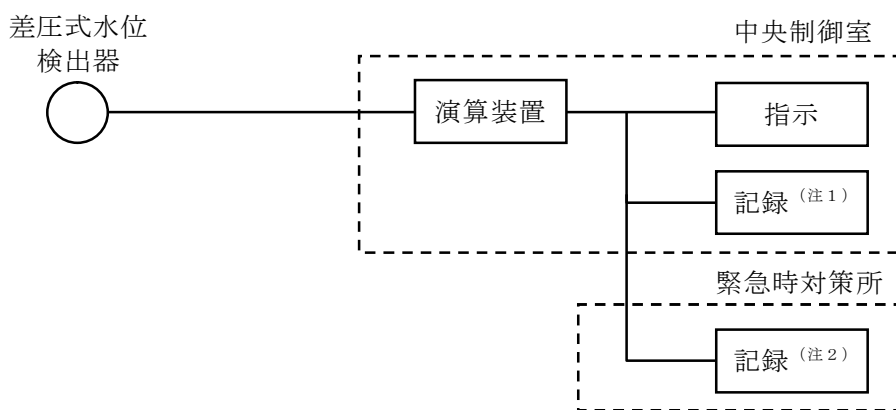 差圧式水位
検出器
中央制御室
演算装置
指示
記録(注1)
緊急時対策所
記録(注2)